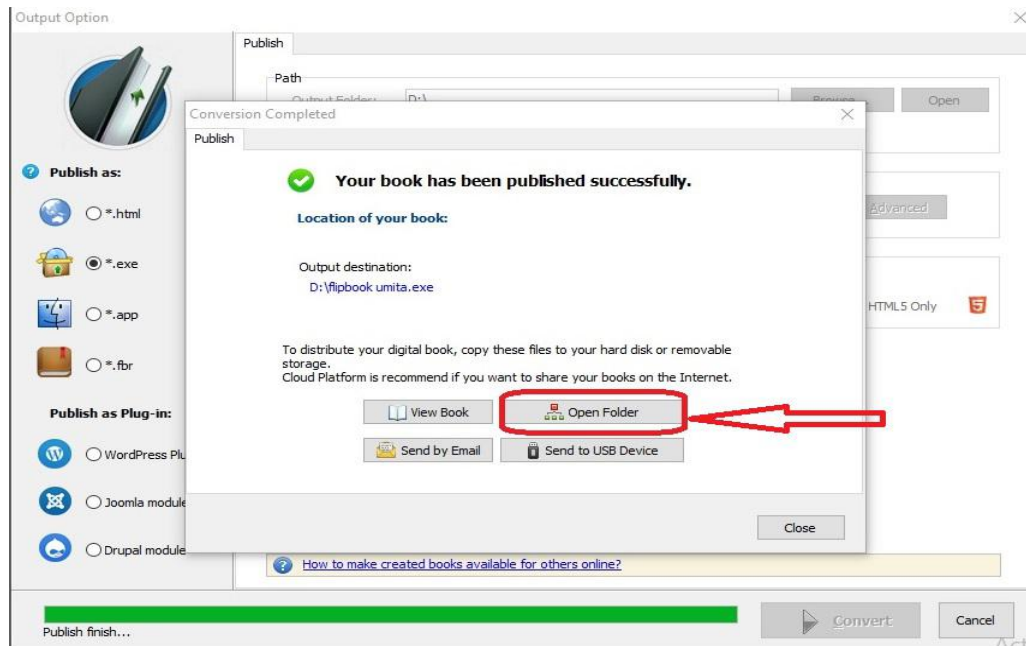 Output Option
Publish
Path
Output Folder: D:\ Browse... Open
Conversion Completed
Publish
Publish as:
Your book has been published successfully.
*.html
Location of your book:
Advanced
*.exe
Output destination:
D:\flipbook umita.exe
*.app
HTML5 Only
To distribute your digital book, copy these files to your hard disk or removable
storage.
*.fbr
Cloud Platform is recommend if you want to share your books on the Internet.
Publish as Plug-in:
View Book Open Folder
WordPress Plu
Send by Email Send to USB Device
Joomla module
Close
Drupal module
How to make created books available for others online?
Publish finish...
Convert Cancel